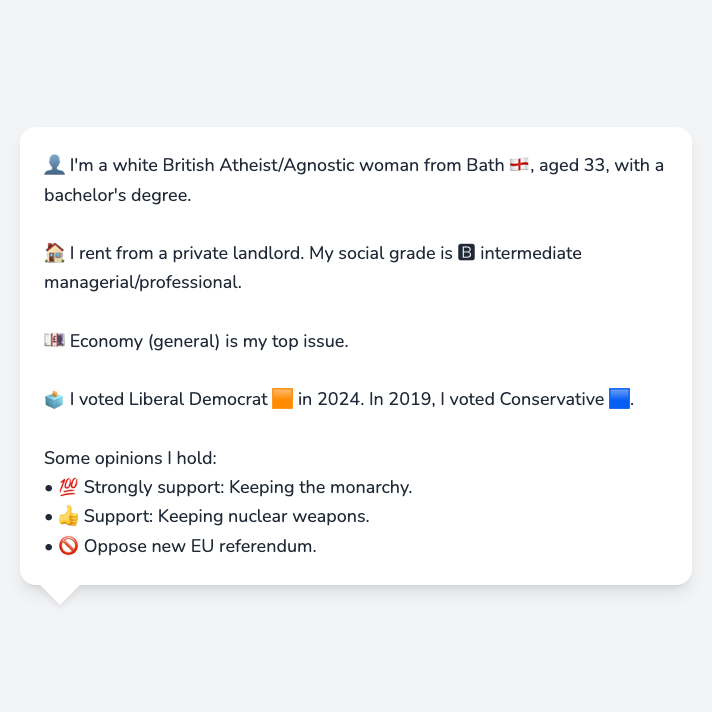 👤 I'm a white British Atheist/Agnostic woman from Bath 🏴󠁧󠁢󠁥󠁮󠁧󠁿, aged 33, with a
bachelor's degree.
🏠 I rent from a private landlord. My social grade is 🅱 intermediate
managerial/professional.
💷 Economy (general) is my top issue.
🗳️ I voted Liberal Democrat 🟧 in 2024. In 2019, I voted Conservative 🟦.
Some opinions I hold:
• 💯 Strongly support: Keeping the monarchy.
• 👍 Support: Keeping nuclear weapons.
• 🚫 Oppose new EU referendum.